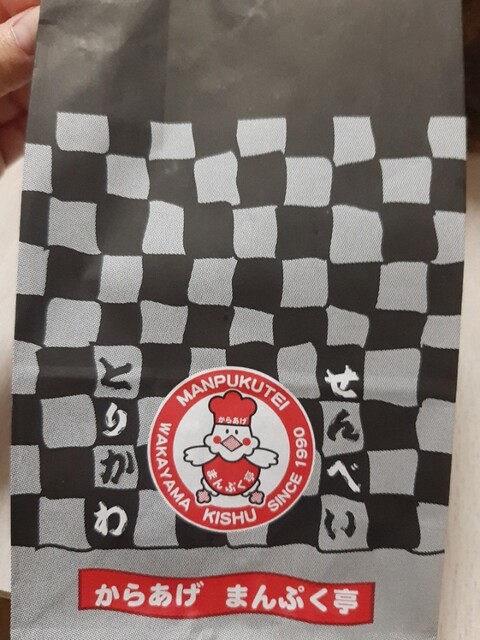 とりかわ
せんべい
MANPUKUTEI
WAKAYAMA KISHU SINCE 1990
からあげ
まんぷく亭
からあげ まんぷく亭